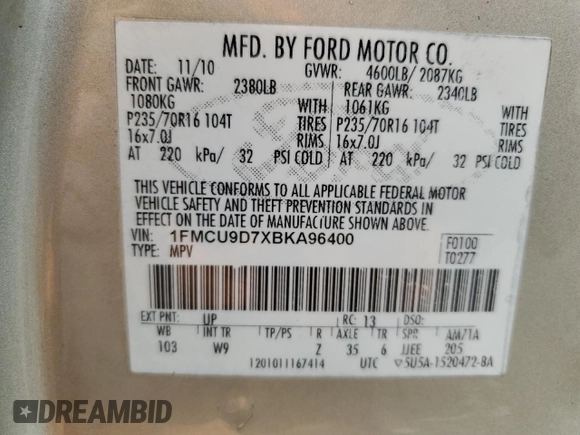 MFD. BY FORD MOTOR CO.
DATE: 11/10 GVWR: 4600LB/ 2087KG
FRONT GAWR: 2380LB REAR GAWR: 2340LB
1080KG 1061KG
P235/70R16 104T TIRES P235/70R16 104T TIRES
16x7.0J RIMS 16x7.0J RIMS
AT 220 kPa/ 32 PSI COLD AT 220 kPa/ 32 PSI COLD
THIS VEHICLE CONFORMS TO ALL APPLICABLE FEDERAL MOTOR
VEHICLE SAFETY AND THEFT PREVENTION STANDARDS IN
EFFECT ON THE DATE OF MANUFACTURE SHOWN ABOVE.
VIN: 1FMCU9D7XBKA96400 F0100
TYPE: MPV T0277
EXT PNT: UP RC: 13 DSO:
WB INT TR TP/PS R AXLE TR SPR AM/TA
103 W9 Z 35 6 JJEE 205
1201011167414 UTC ▽5U5A-1520472-BA
DREAMBID